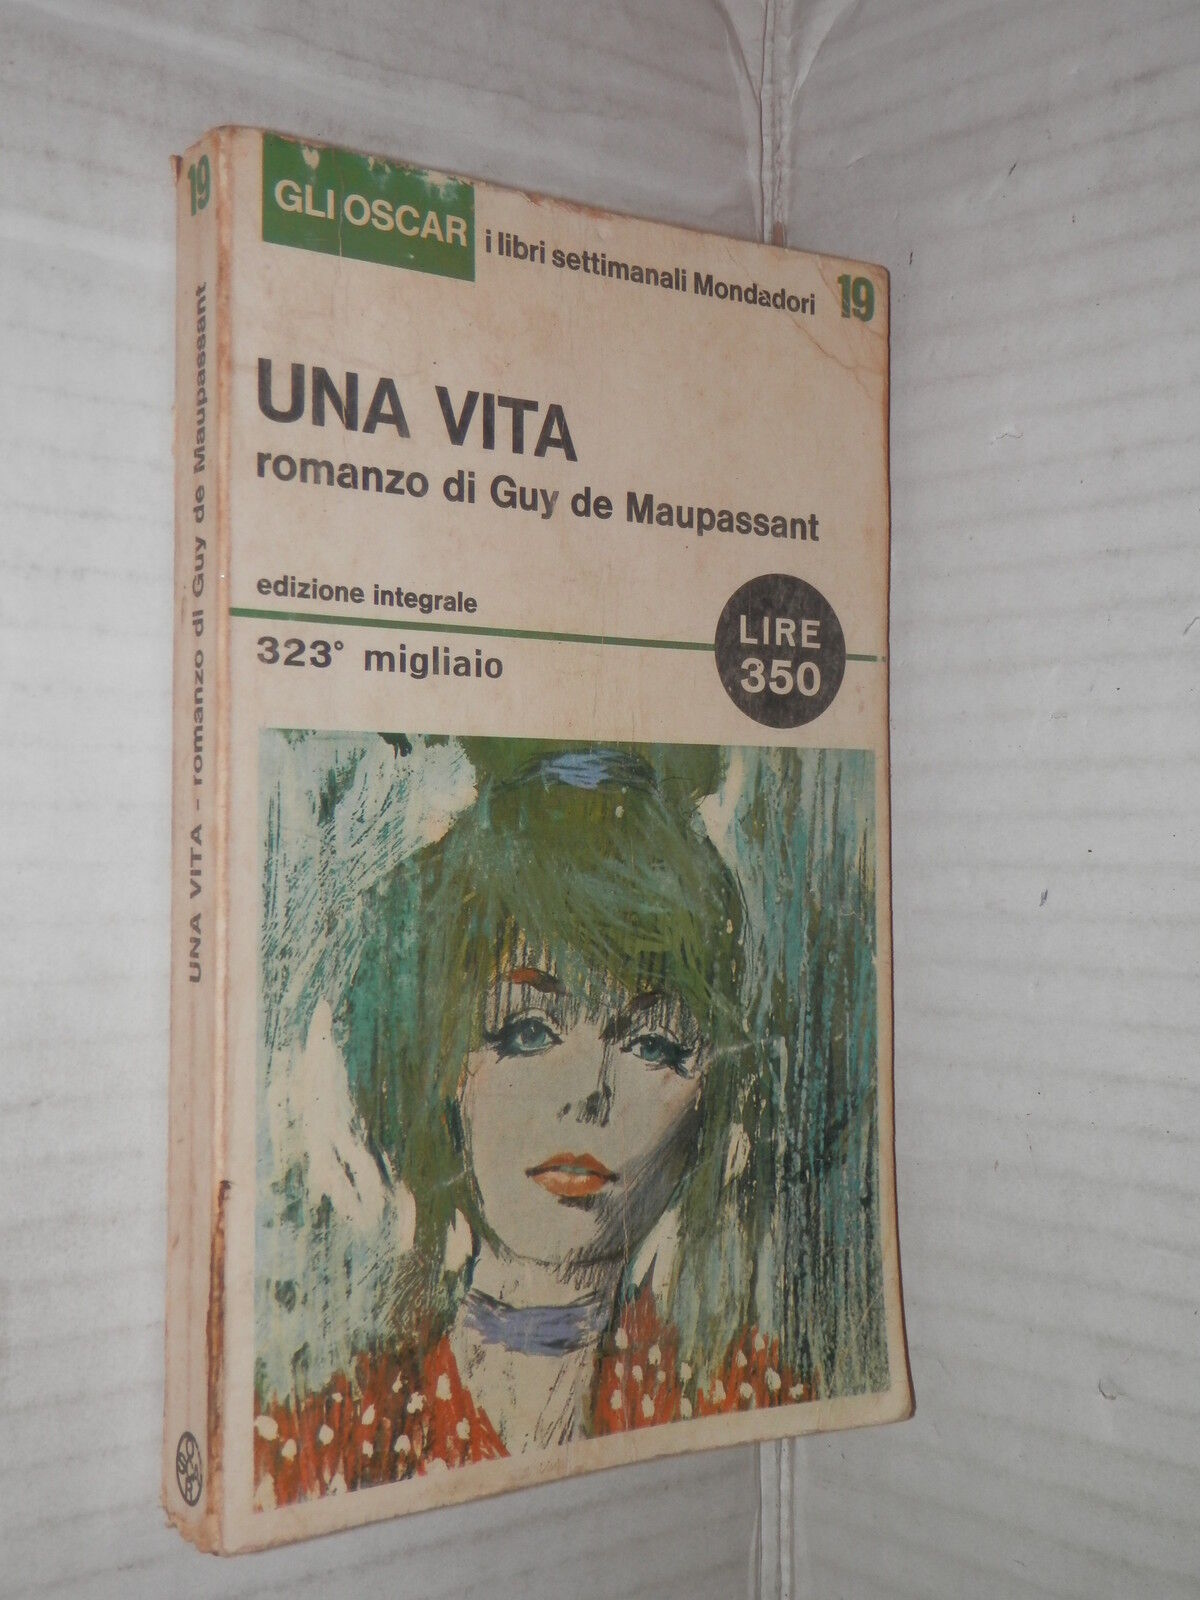 19
UNA VITA - romanzo di Guy de Maupassant
OSCAR
GLI OSCAR
i libri settimanali Mondadori
19
UNA VITA
romanzo di Guy de Maupassant
edizione integrale
323° migliaio
LIRE
350